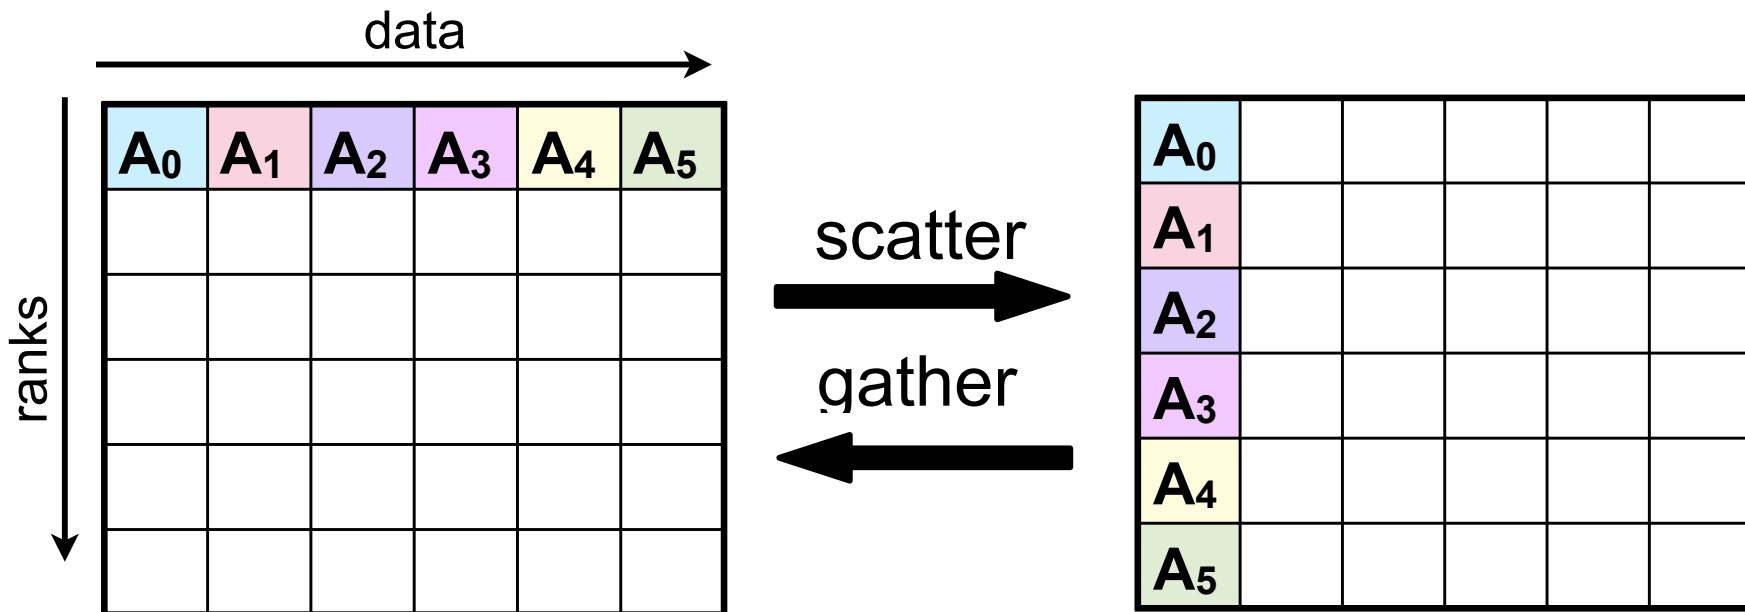 data
ranks
A0 A1 A2 A3 A4 A5
scatter
gather
A0
A1
A2
A3
A4
A5